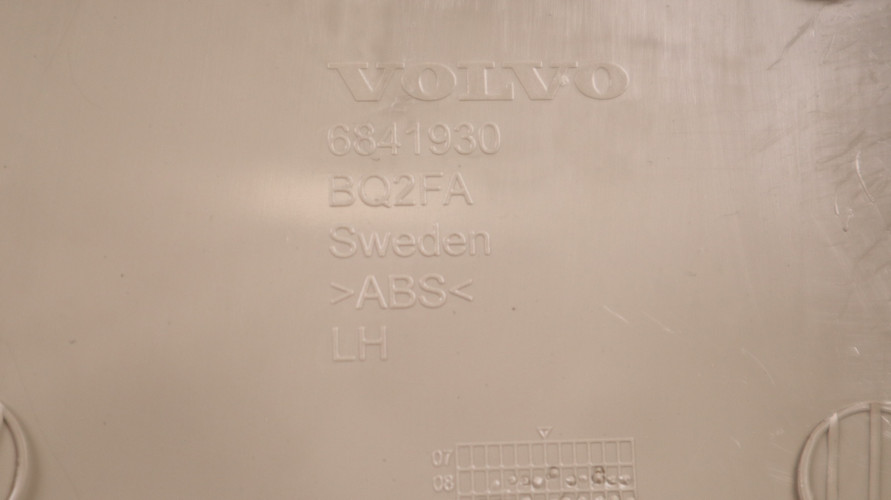 VOLVO
6841930
BQ2FA
Sweden
>ABS<
LH
07
08